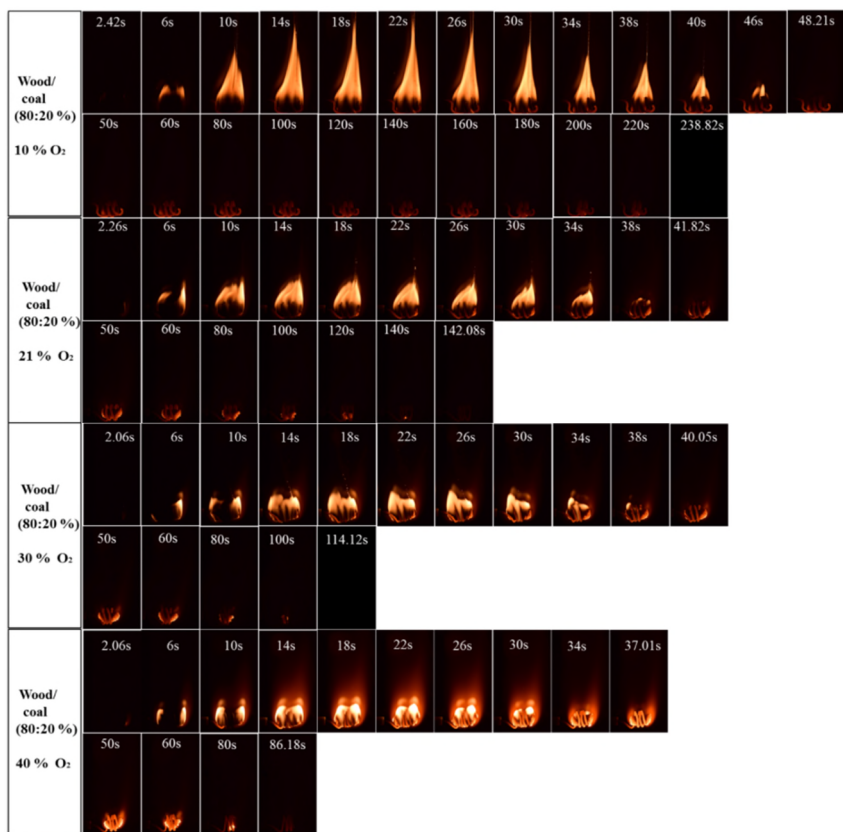 2.42s 6s 10s 14s 18s 22s 26s 30s 34s 38s 40s 46s 48.21s
Wood/
coal
(80:20 %)
10 % O₂
50s 60s 80s 100s 120s 140s 160s 180s 200s 220s 238.82s
2.26s 6s 10s 14s 18s 22s 26s 30s 34s 38s 41.82s
Wood/
coal
(80:20 %)
21 % O₂
50s 60s 80s 100s 120s 140s 142.08s
2.06s 6s 10s 14s 18s 22s 26s 30s 34s 38s 40.05s
Wood/
coal
(80:20 %)
30 % O₂
50s 60s 80s 100s 114.12s
2.06s 6s 10s 14s 18s 22s 26s 30s 34s 37.01s
Wood/
coal
(80:20 %)
40 % O₂
50s 60s 80s 86.18s